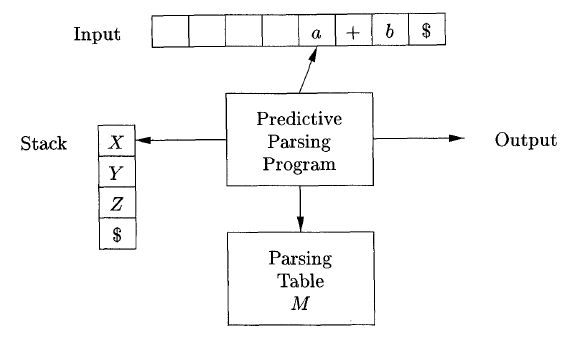 Input a + b $
Predictive
Parsing
Program
Stack X
Y
Z
$
Output
Parsing
Table
M